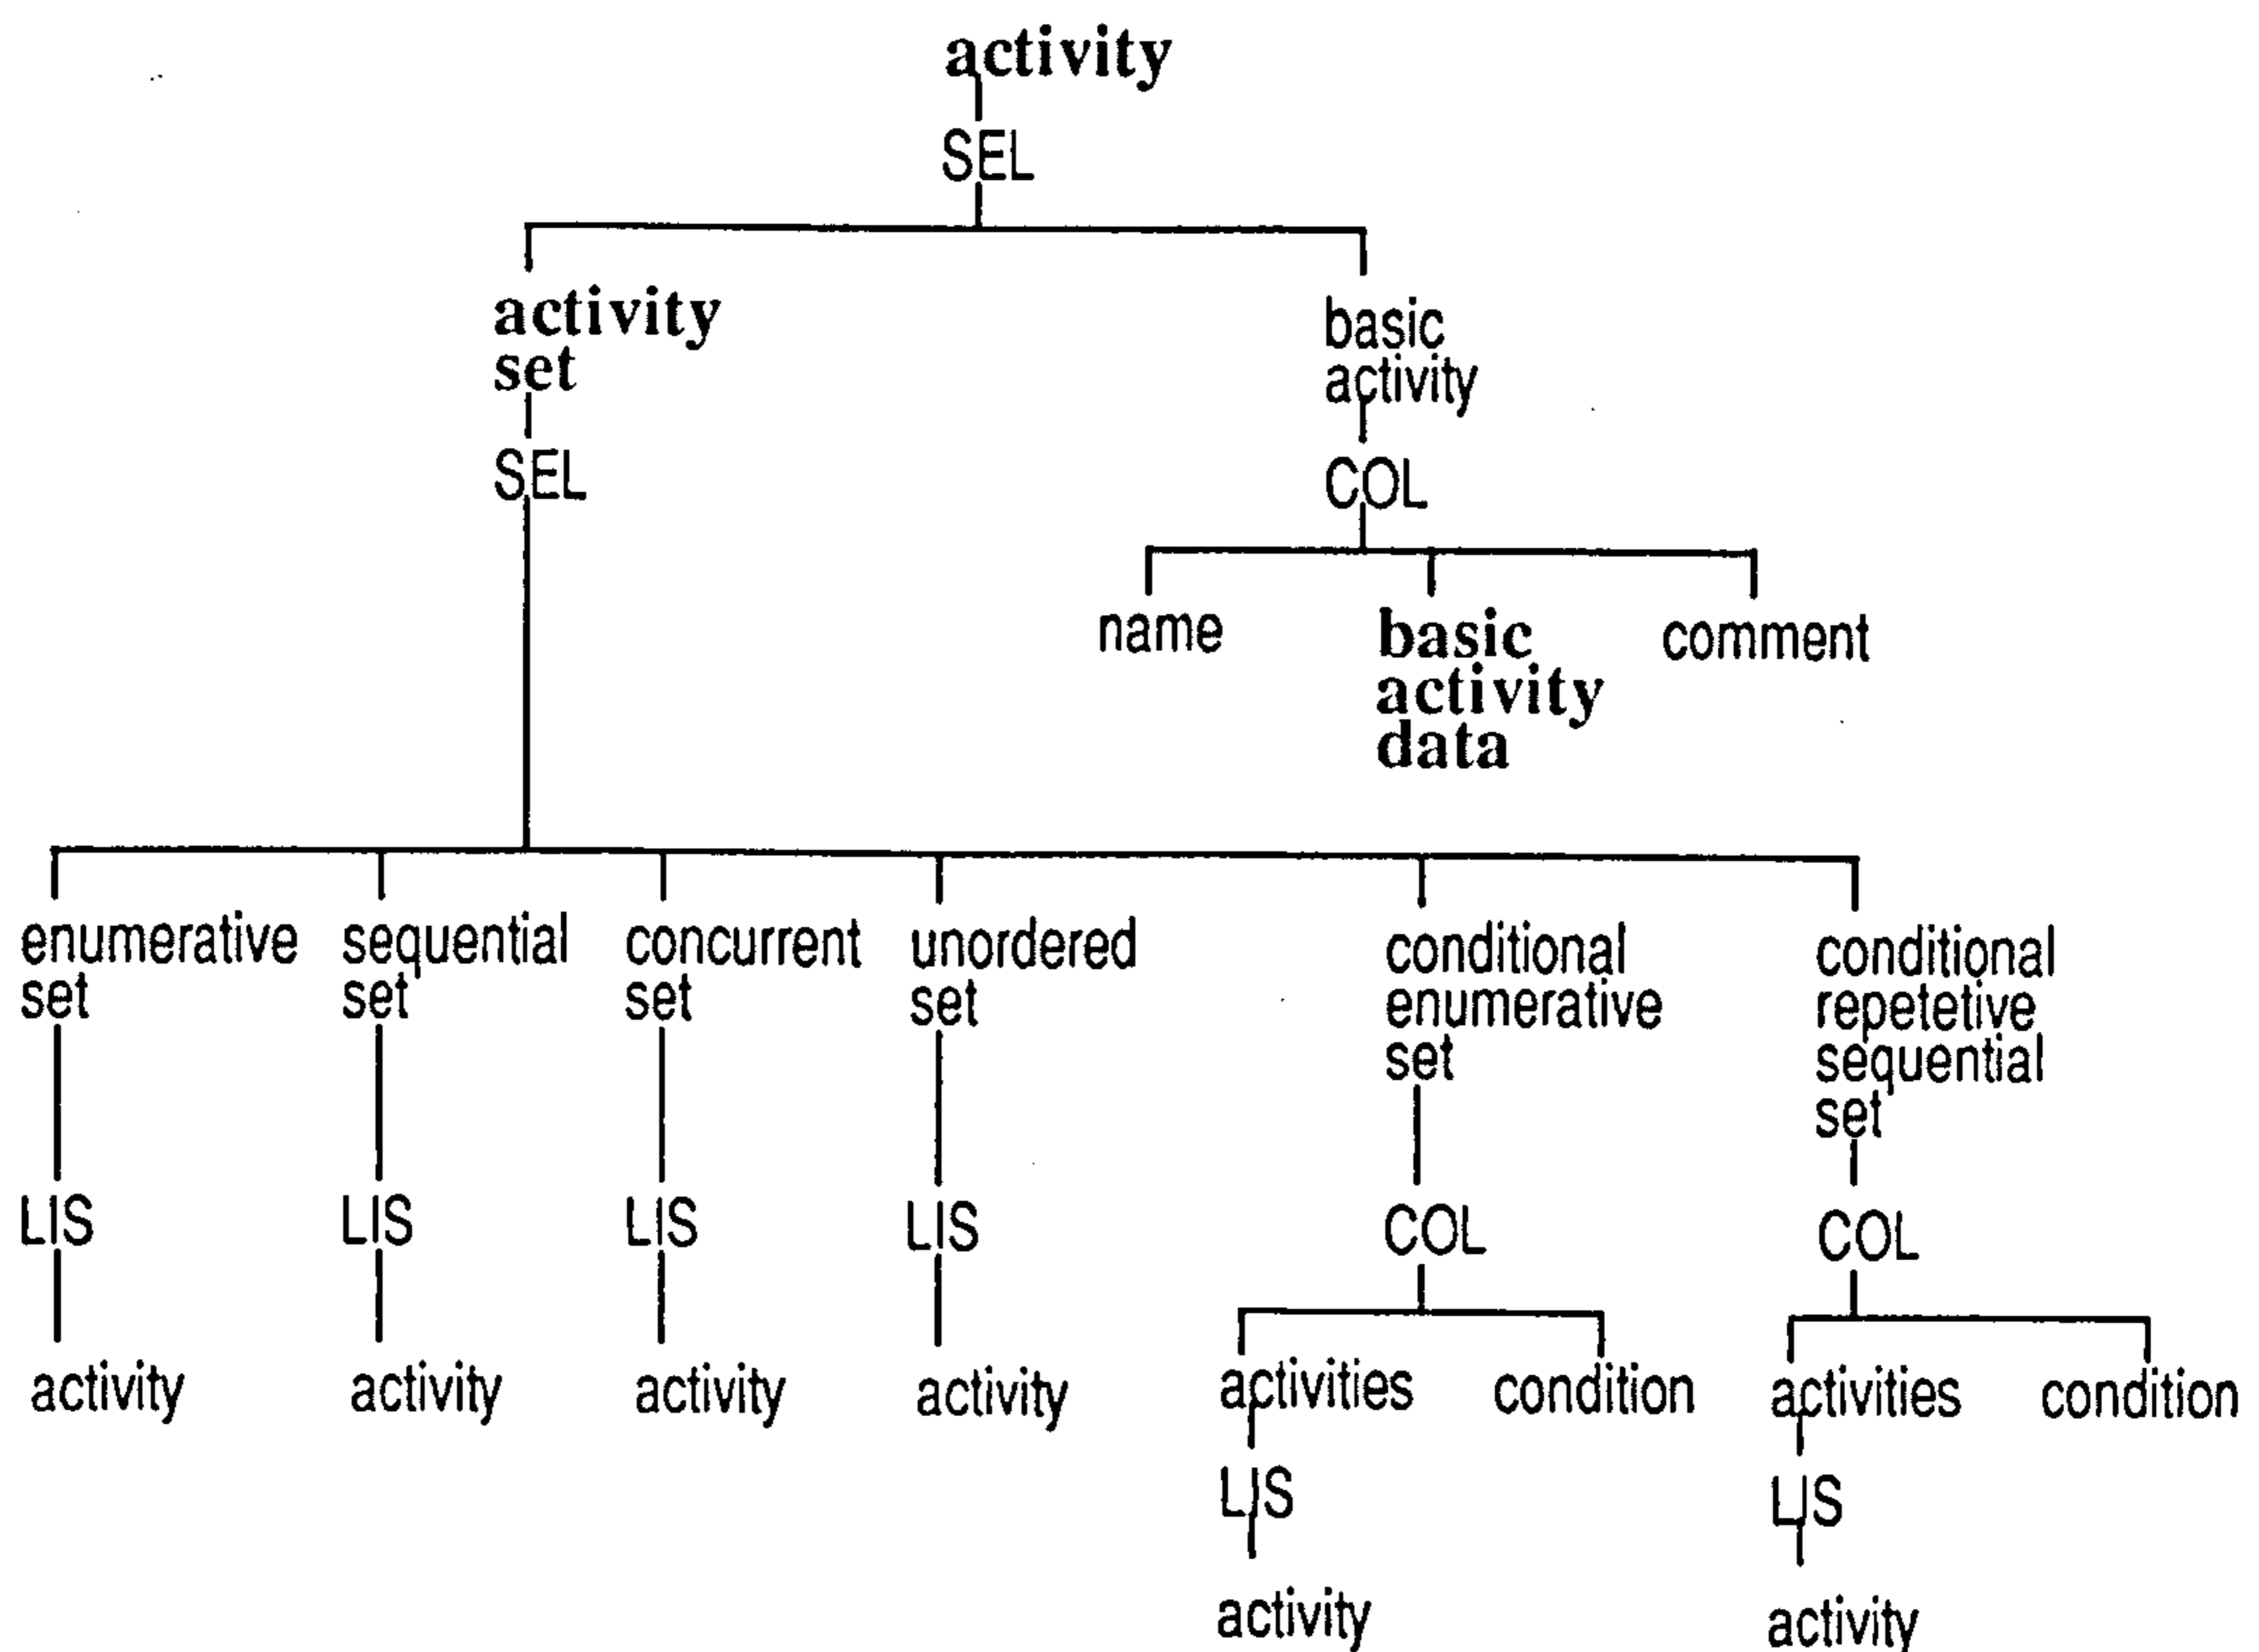 activity
SEL
activity
set
SEL
basic
activity
COL
name
basic
activity
data
comment
enumerative
set
LIS
activity
sequential
set
LIS
activity
concurrent
set
LIS
activity
unordered
set
LIS
activity
conditional
enumerative
set
COL
activities
LIS
activity
condition
conditional
repetetive
sequential
set
COL
activities
LIS
activity
condition